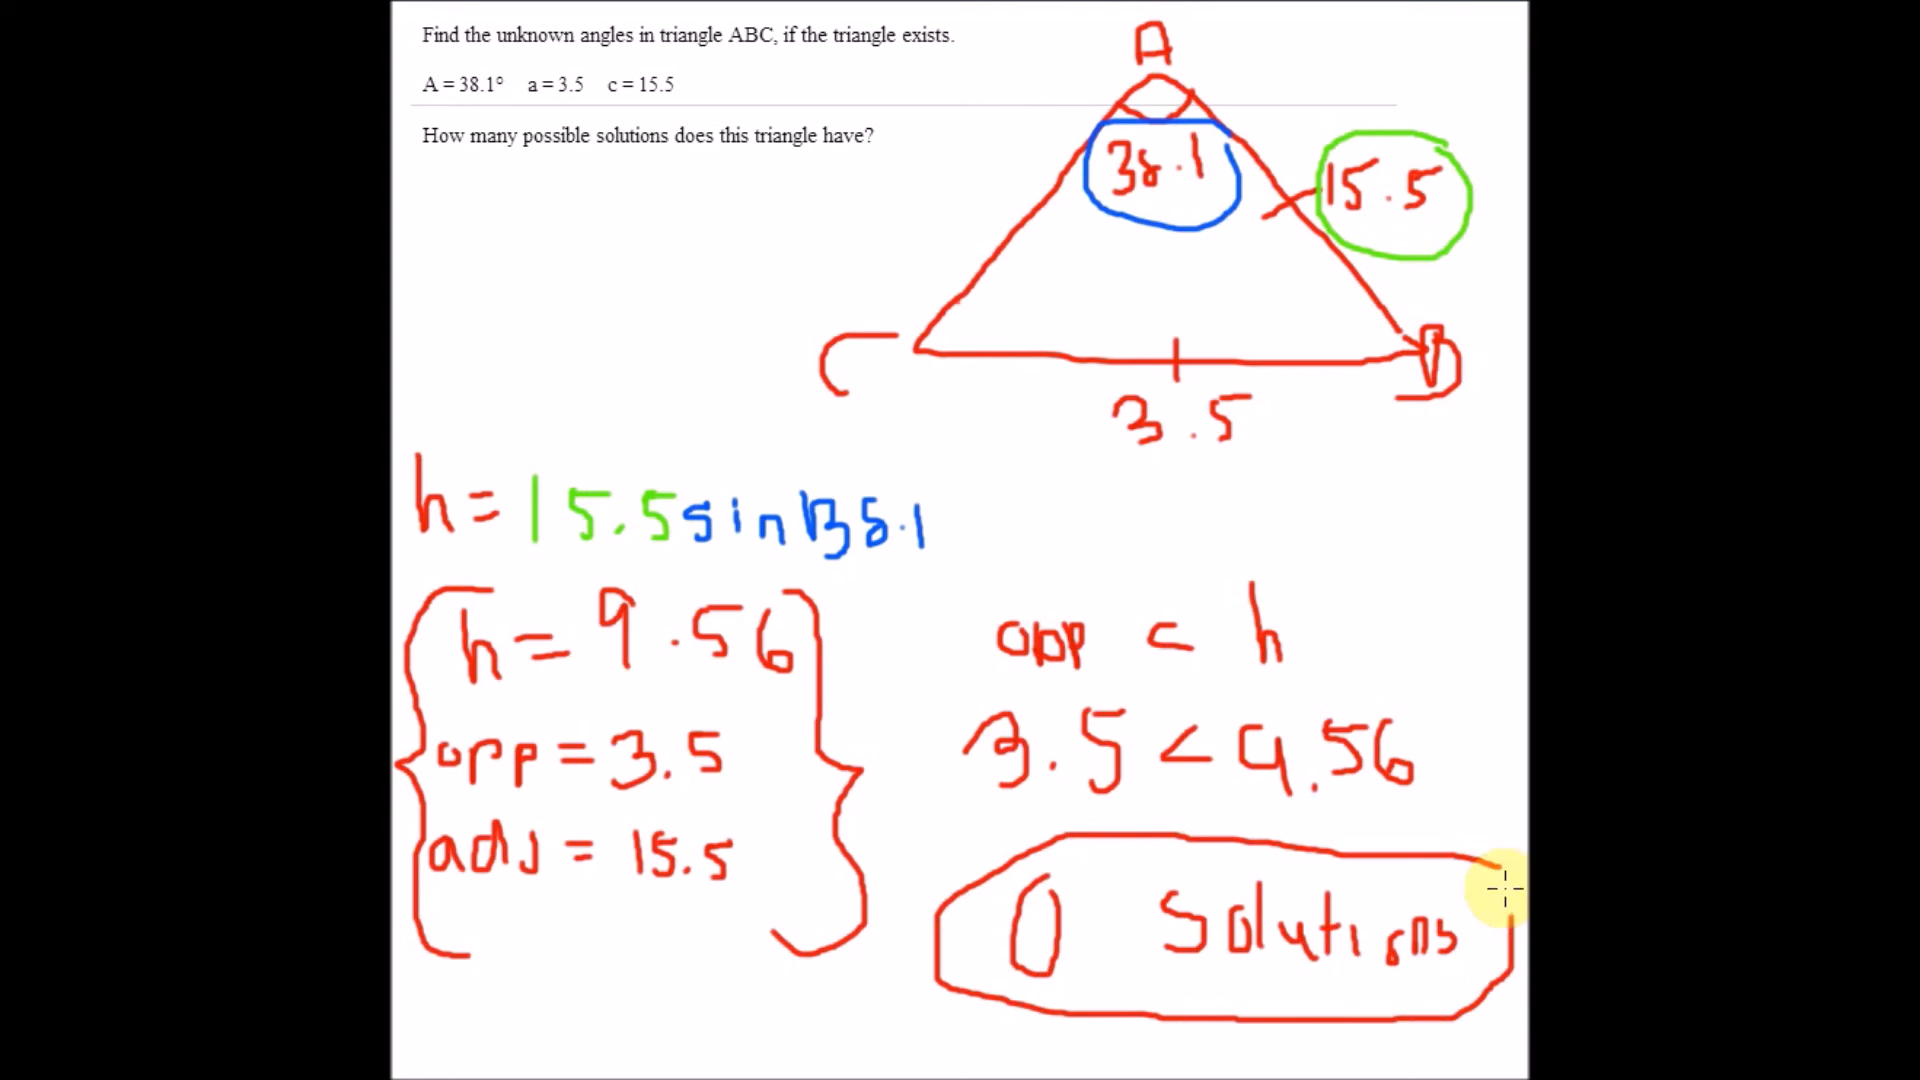 Find the unknown angles in triangle ABC, if the triangle exists.
A = 38.1° a = 3.5 c = 15.5
How many possible solutions does this triangle have?
A
38.1
15.5
C
B
3.5
h = 15.5 sin 38.1
h = 9.56
opp = 3.5
adj = 15.5
opp < h
3.5 < 9.56
0 solutions